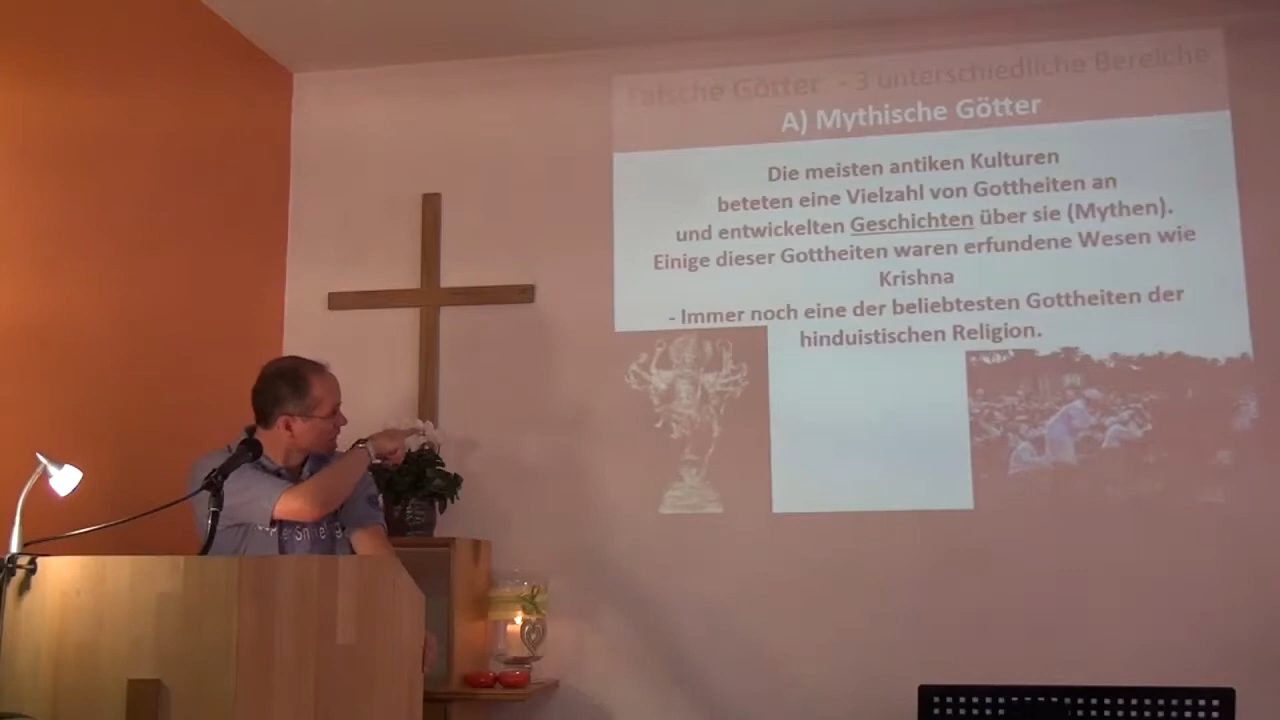 Falsche Götter - 3 unterschiedliche Bereiche
A) Mythische Götter
Die meisten antiken Kulturen
beteten eine Vielzahl von Gottheiten an
und entwickelten Geschichten über sie (Mythen).
Einige dieser Gottheiten waren erfundene Wesen wie
Krishna
- Immer noch eine der beliebtesten Gottheiten der
hinduistischen Religion.